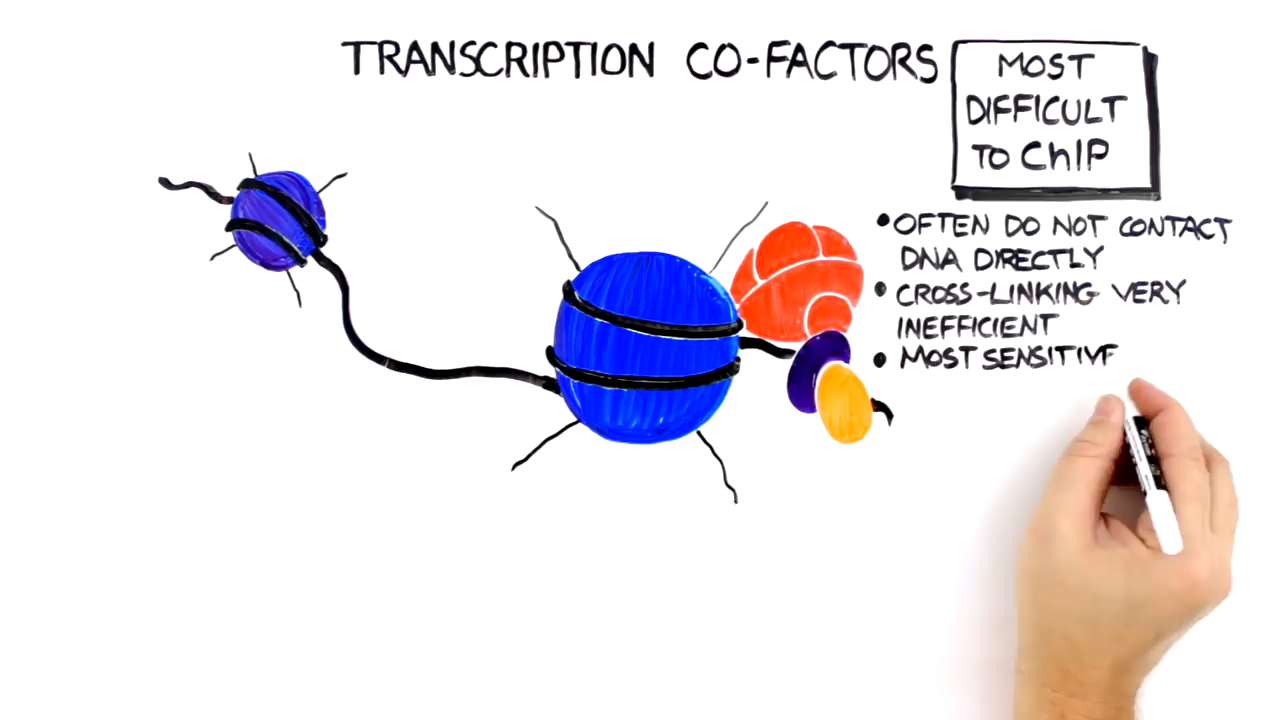 TRANSCRIPTION CO-FACTORS
MOST
DIFFICULT
TO ChIP
• OFTEN DO NOT CONTACT
DNA DIRECTLY
• CROSS-LINKING VERY
INEFFICIENT
• MOST SENSITIVE